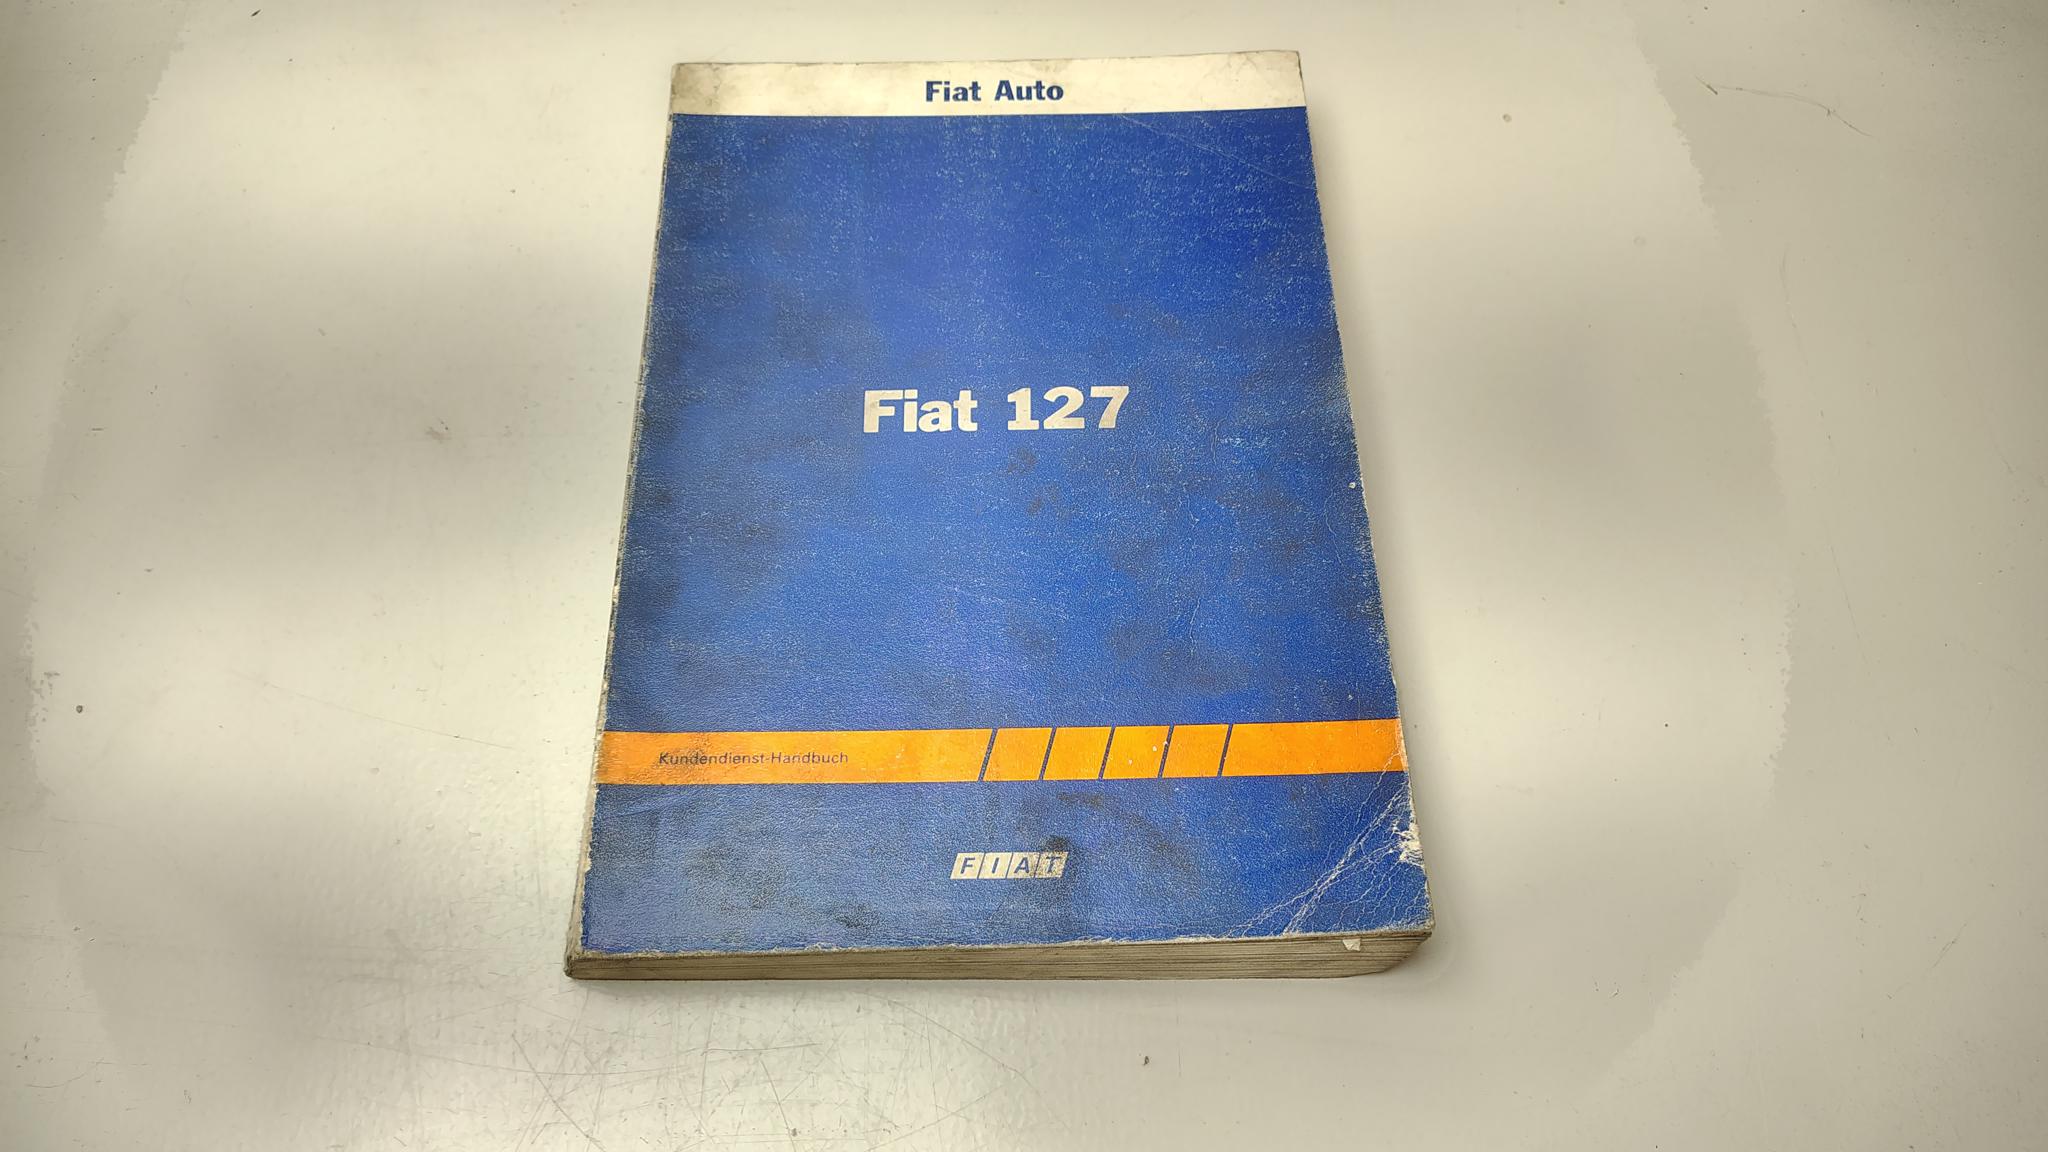 Fiat Auto
Fiat 127
Kundendienst-Handbuch
FIAT